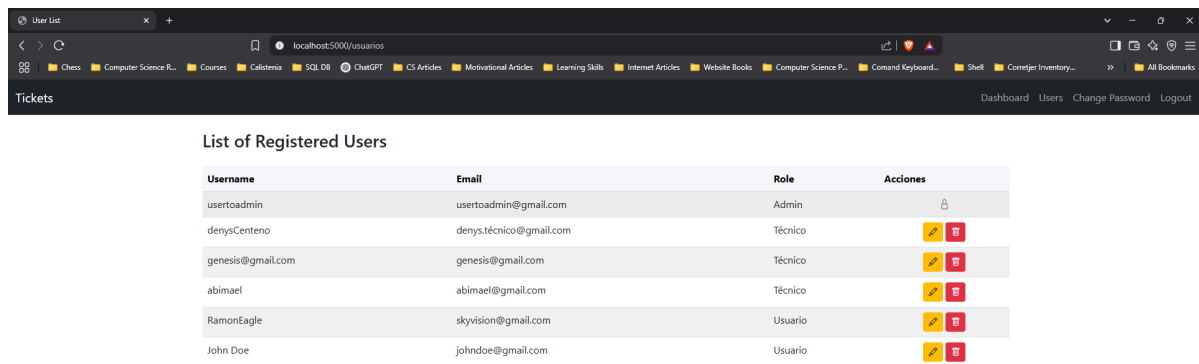 User List
localhost:5000/usuarios
Chess Computer Science R... Courses Calistenia SQL DB ChatGPT CS Articles Motivational Articles Learning Skills Internet Articles Website Books Computer Science P... Comand Keyboard... Shell Corretjer Inventory... » All Bookmarks
Tickets Dashboard Users Change Password Logout
List of Registered Users
Username Email Role Acciones
usertoadmin usertoadmin@gmail.com Admin
denysCenteno denys.técnico@gmail.com Técnico
genesis@gmail.com genesis@gmail.com Técnico
abimael abimael@gmail.com Técnico
RamonEagle skyvision@gmail.com Usuario
John Doe johndoe@gmail.com Usuario